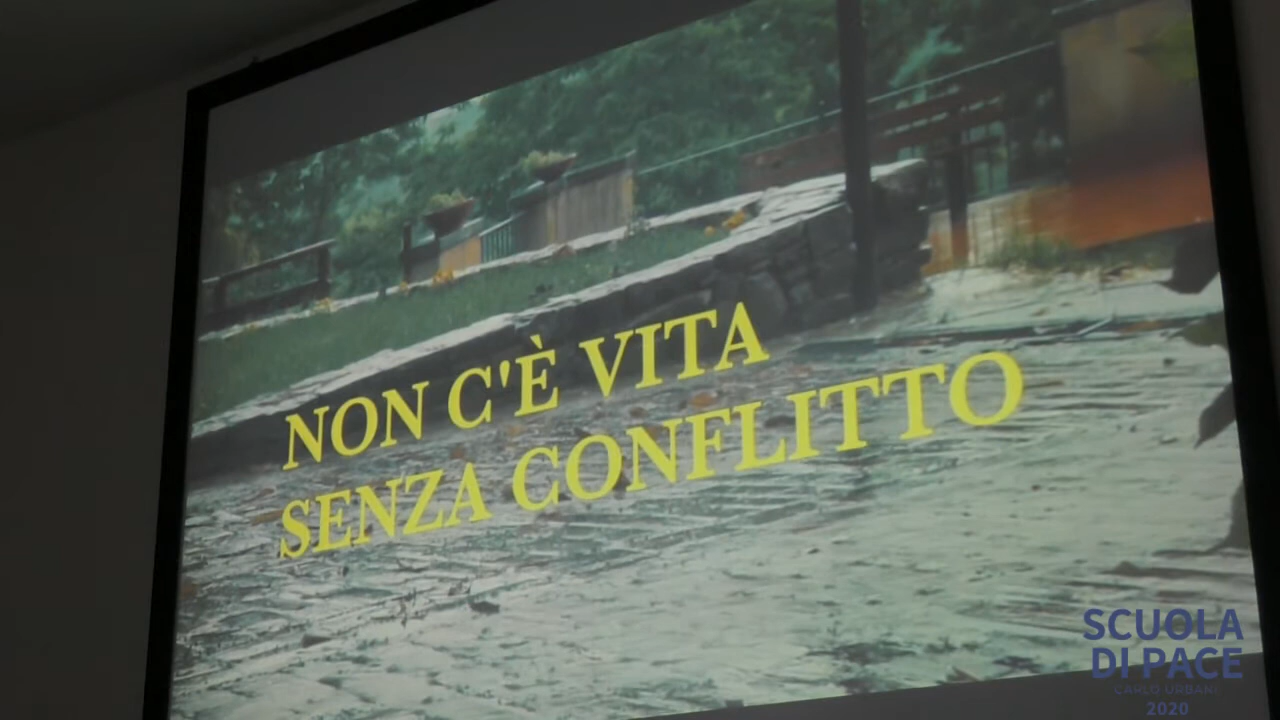 NON C'È VITA
SENZA CONFLITTO
SCUOLA
DI PACE
CARLO URBANI
2020